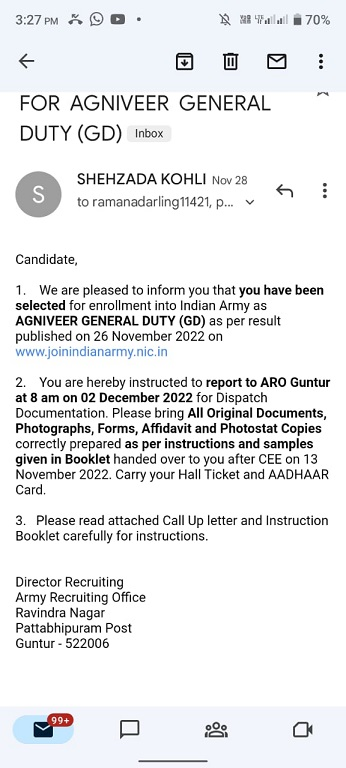 3:27 PM
70%
FOR AGNIVEER GENERAL
DUTY (GD) Inbox
S
SHEHZADA KOHLI Nov 28
to ramanadarling11421, p...
Candidate,
1. We are pleased to inform you that you have been
selected for enrollment into Indian Army as
AGNIVEER GENERAL DUTY (GD) as per result
published on 26 November 2022 on
www.joinindianarmy.nic.in
2. You are hereby instructed to report to ARO Guntur
at 8 am on 02 December 2022 for Dispatch
Documentation. Please bring All Original Documents,
Photographs, Forms, Affidavit and Photostat Copies
correctly prepared as per instructions and samples
given in Booklet handed over to you after CEE on 13
November 2022. Carry your Hall Ticket and AADHAAR
Card.
3. Please read attached Call Up letter and Instruction
Booklet carefully for instructions.
Director Recruiting
Army Recruiting Office
Ravindra Nagar
Pattabhipuram Post
Guntur - 522006
99+